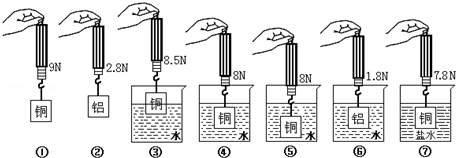 9N 2.8N 8.5N 8N 8N 1.8N 7.8N
铜 铝 铜 铜 铜 铝 铜
水 水 水 水 盐水
① ② ③ ④ ⑤ ⑥ ⑦